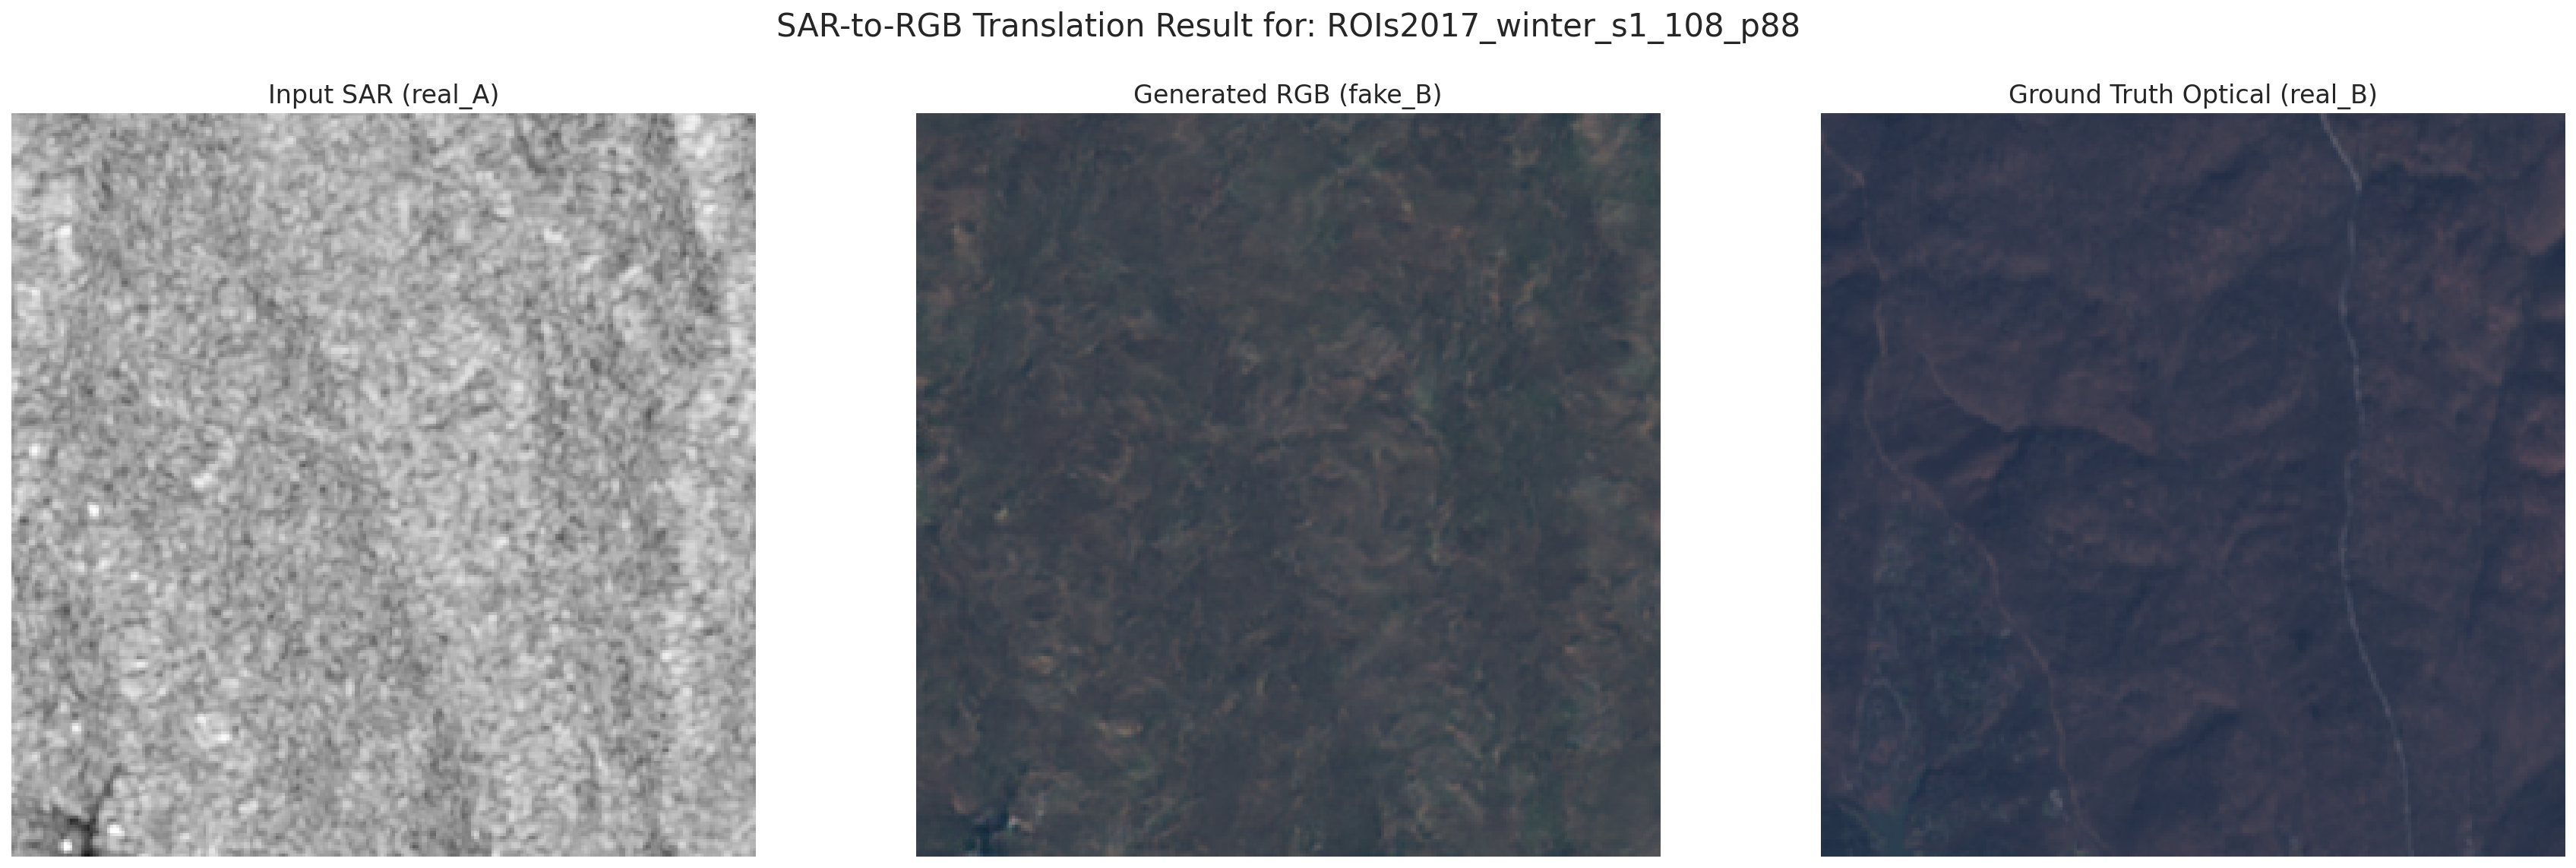 SAR-to-RGB Translation Result for: ROIs2017_winter_s1_108_p88
Input SAR (real_A)
Generated RGB (fake_B)
Ground Truth Optical (real_B)